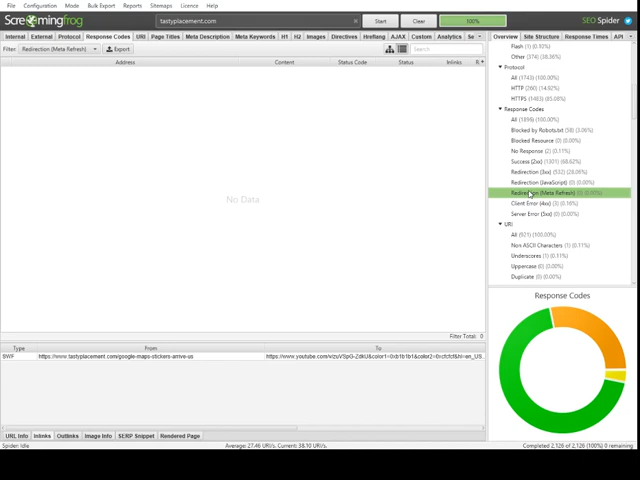 File Configuration Mode Bulk Export Reports Sitemaps Licence Help
Screamingfrog tastyplacement.com × Start Clear 100% SEO Spider
Internal External Protocol Response Codes URI Page Titles Meta Description Meta Keywords H1 H2 Images Directives Hreflang AJAX Custom Analytics Se
Overview Site Structure Response Times API
Filter Redirection (Meta Refresh) Export Search...
Address Content Status Code Status Inlinks R
No Data
Filter Total: 0
Flash (1) (0.10%)
Other (374) (38.36%)
Protocol
All (1743) (100.00%)
HTTP (260) (14.92%)
HTTPS (1483) (85.08%)
Response Codes
All (1896) (100.00%)
Blocked by Robots.txt (58) (3.06%)
Blocked Resource (0) (0.00%)
No Response (2) (0.11%)
Success (2xx) (1301) (68.62%)
Redirection (3xx) (532) (28.06%)
Redirection (JavaScript) (0) (0.00%)
Redirection (Meta Refresh) (0) (0.00%)
Client Error (4xx) (3) (0.16%)
Server Error (5xx) (0) (0.00%)
URI
All (921) (100.00%)
Non ASCII Characters (1) (0.11%)
Underscores (1) (0.11%)
Uppercase (0) (0.00%)
Duplicate (0) (0.00%)
Response Codes
Type From To
SWF https://www.tastyplacement.com/google-maps-stickers-arrive-us
URL Info Inlinks Outlinks Image Info SERP Snippet Rendered Page
Spider: Idle Average: 27.46 URI/s. Current: 38.10 URI/s. Completed 2,126 of 2,126 (100%) 0 remaining